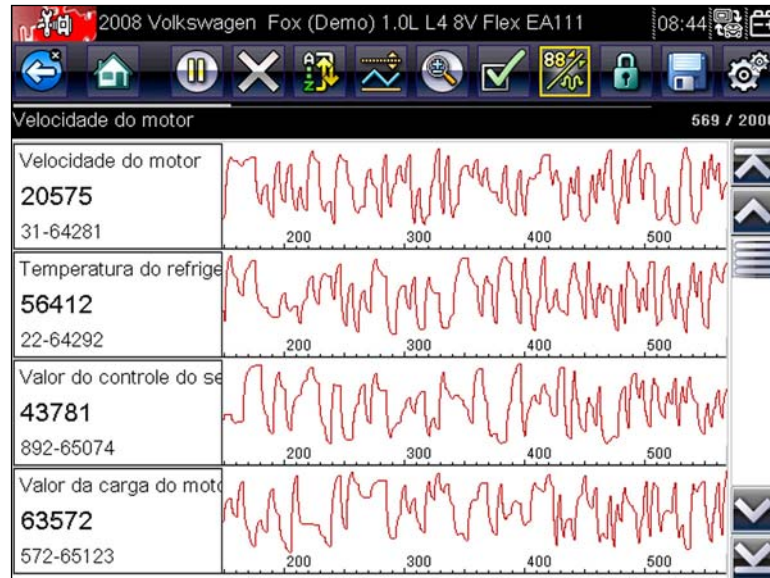 2008 Volkswagen Fox (Demo) 1.0L L4 8V Flex EA111 08:44
Velocidade do motor 569 / 2000
Velocidade do motor
20575
31-64281
200 300 400 500
Temperatura do refrige
56412
22-64292
200 300 400 500
Valor do controle do se
43781
892-65074
200 300 400 500
Valor da carga do moto
63572
572-65123
200 300 400 500